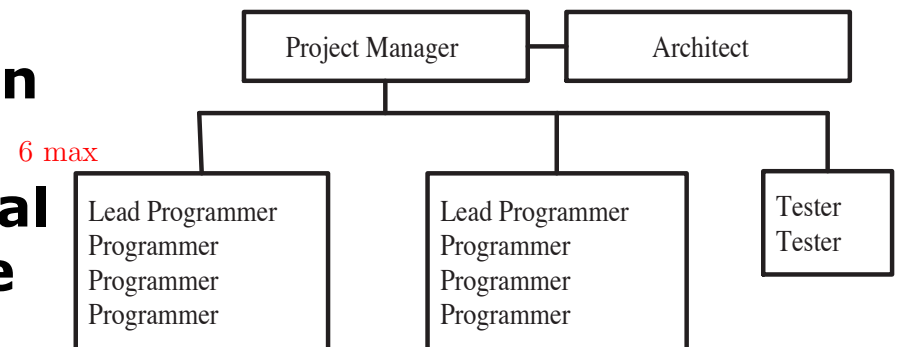 Project Manager
Architect
n
6 max
al
e
Lead Programmer
Programmer
Programmer
Programmer
Lead Programmer
Programmer
Programmer
Programmer
Tester
Tester